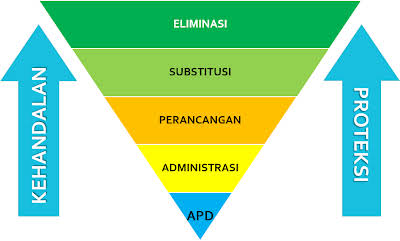 ELIMINASI
SUBSTITUSI
PERANCANGAN
ADMINISTRASI
APD
KEHANDALAN
PROTEKSI